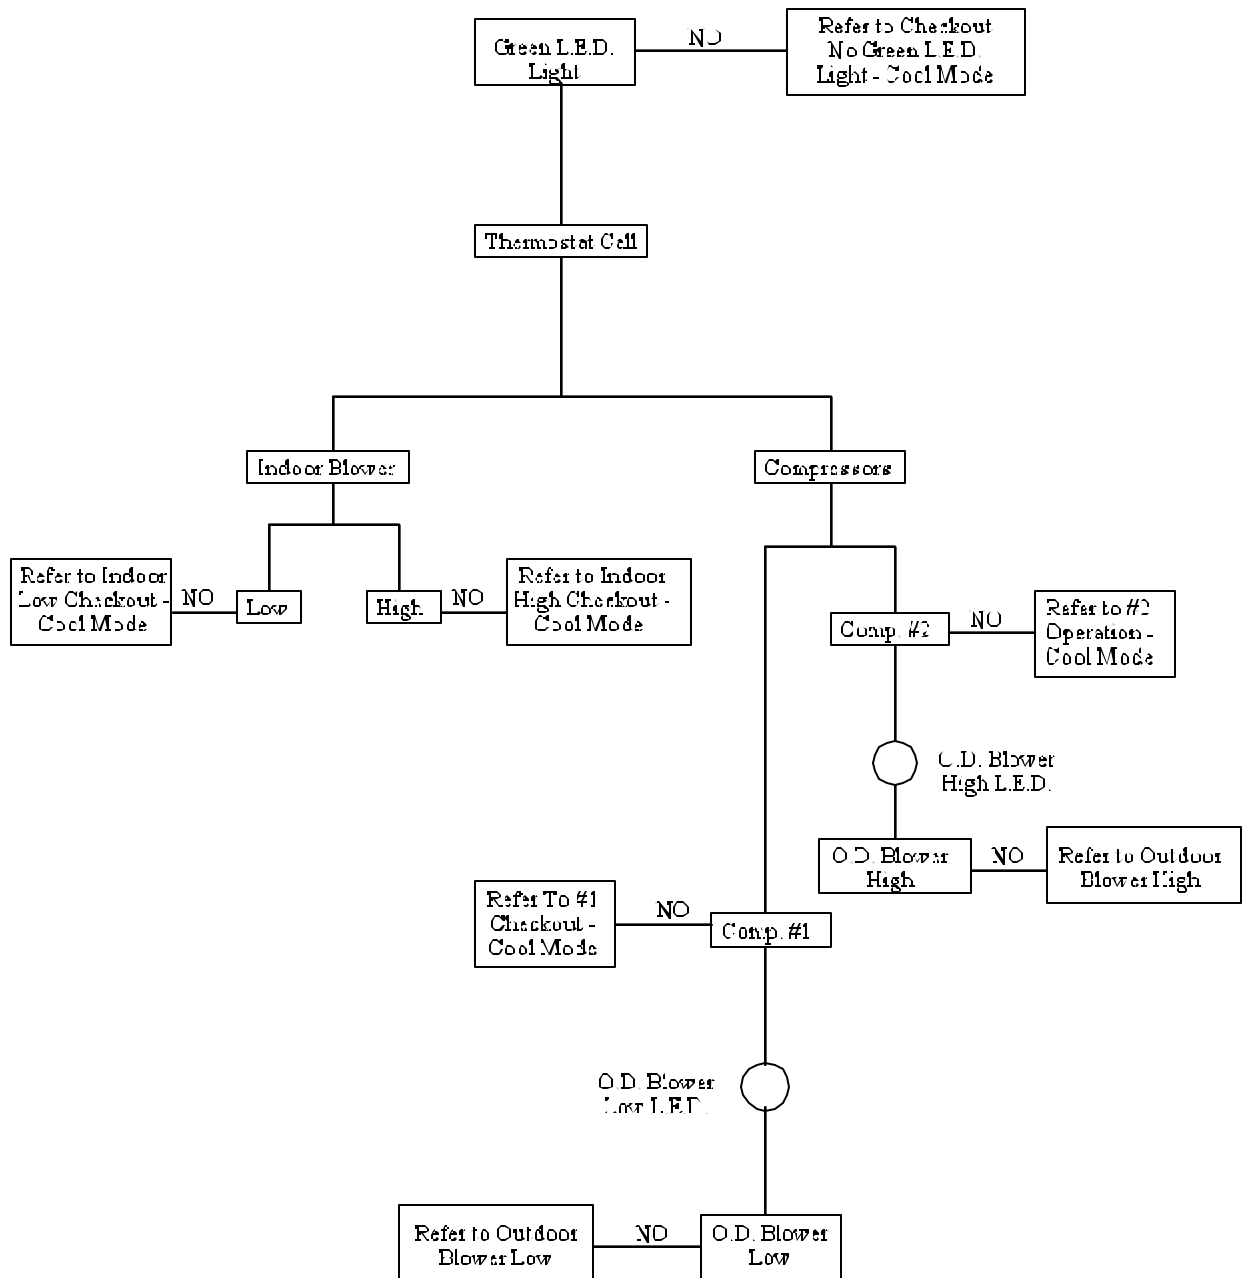 Green L.E.D.
Light
NO
Refer to Checkout
No Green L.E.D.
Light - Cool Mode
Thermostat Call
Indoor Blower
Compressors
Refer to Indoor
Low Checkout -
Cool Mode
NO
Low
High
NO
Refer to Indoor
High Checkout -
Cool Mode
Comp. #2
NO
Refer to #2
Operation -
Cool Mode
O.D. Blower
High L.E.D.
O.D. Blower
High
NO
Refer to Outdoor
Blower High
Refer To #1
Checkout -
Cool Mode
NO
Comp. #1
O.D. Blower
Low L.E.D.
Refer to Outdoor
Blower Low
NO
O.D. Blower
Low